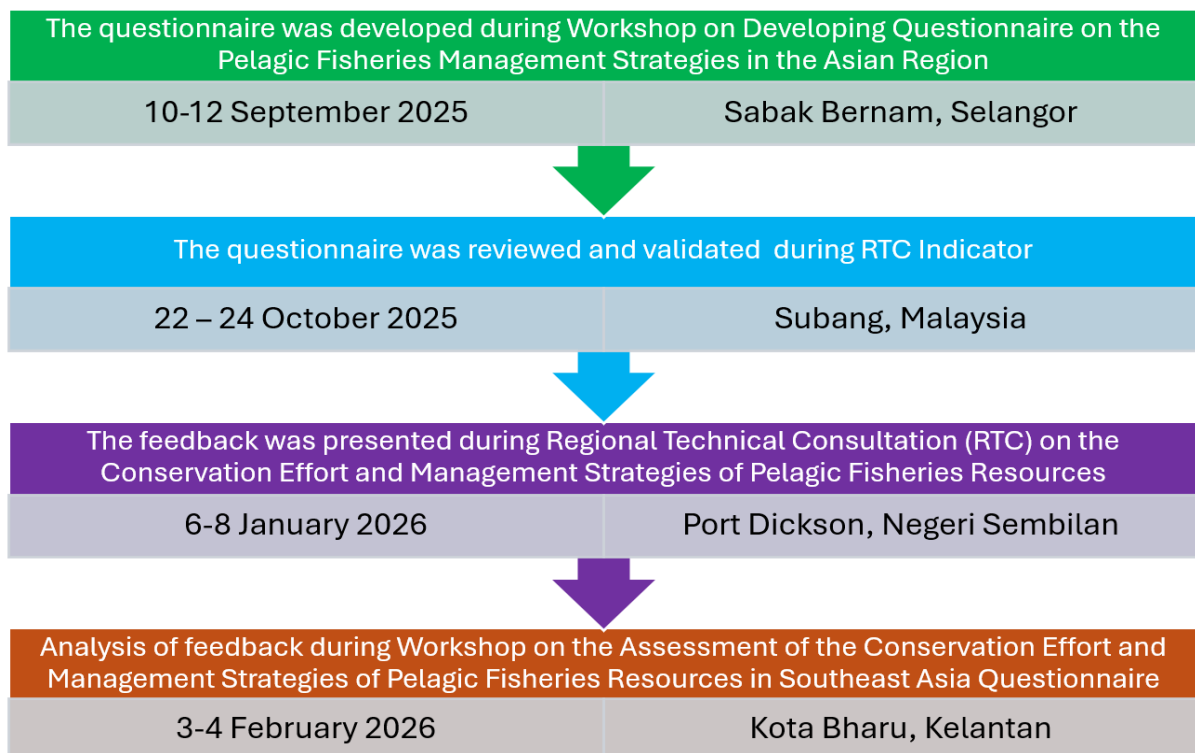 The questionnaire was developed during Workshop on Developing Questionnaire on the
Pelagic Fisheries Management Strategies in the Asian Region
10-12 September 2025
Sabak Bernam, Selangor
The questionnaire was reviewed and validated  during RTC Indicator
22 – 24 October 2025
Subang, Malaysia
The feedback was presented during Regional Technical Consultation (RTC) on the
Conservation Effort and Management Strategies of Pelagic Fisheries Resources
6-8 January 2026
Port Dickson, Negeri Sembilan
Analysis of feedback during Workshop on the Assessment of the Conservation Effort and
Management Strategies of Pelagic Fisheries Resources in Southeast Asia Questionnaire
3-4 February 2026
Kota Bharu, Kelantan